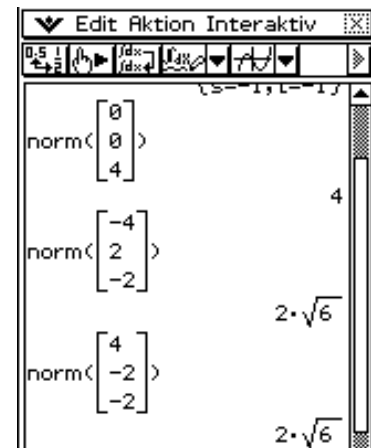 Edit Aktion Interaktiv
norm([0
0
4])
4
norm([-4
2
-2])
2·√6
norm([4
-2
-2])
2·√6